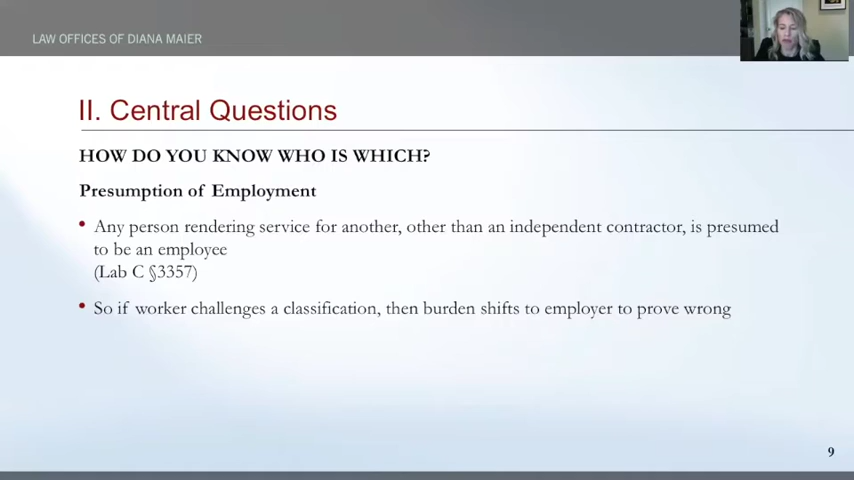 LAW OFFICES OF DIANA MAIER
II. Central Questions
HOW DO YOU KNOW WHO IS WHICH?
Presumption of Employment
• Any person rendering service for another, other than an independent contractor, is presumed
to be an employee
(Lab C §3357)
• So if worker challenges a classification, then burden shifts to employer to prove wrong
9